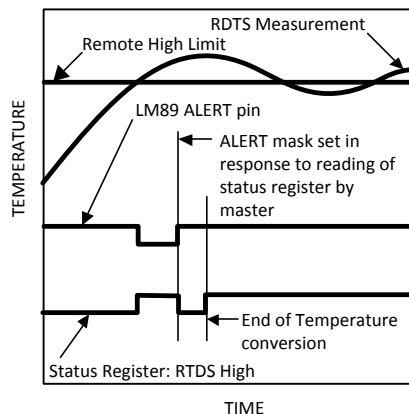 RDTS Measurement
Remote High Limit
LM89 ALERT pin
ALERT mask set in
response to reading of
status register by
master
TEMPERATURE
End of Temperature
conversion
Status Register: RTDS High
TIME